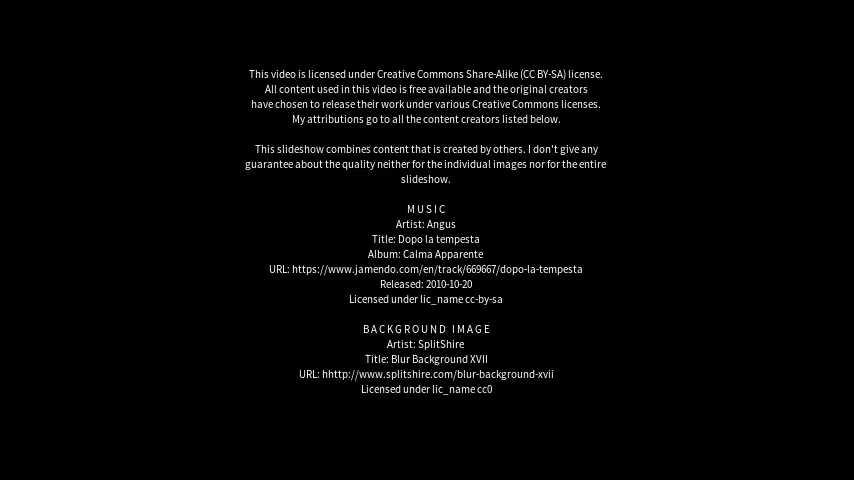 This video is licensed under Creative Commons Share-Alike (CC BY-SA) license.
All content used in this video is free available and the original creators
have chosen to release their work under various Creative Commons licenses.
My attributions go to all the content creators listed below.
This slideshow combines content that is created by others. I don't give any
guarantee about the quality neither for the individual images nor for the entire
slideshow.
M U S I C
Artist: Angus
Title: Dopo la tempesta
Album: Calma Apparente
URL: https://www.jamendo.com/en/track/669667/dopo-la-tempesta
Released: 2010-10-20
Licensed under lic_name cc-by-sa
B A C K G R O U N D   I M A G E
Artist: SplitShire
Title: Blur Background XVII
URL: hhttp://www.splitshire.com/blur-background-xvii
Licensed under lic_name cc0